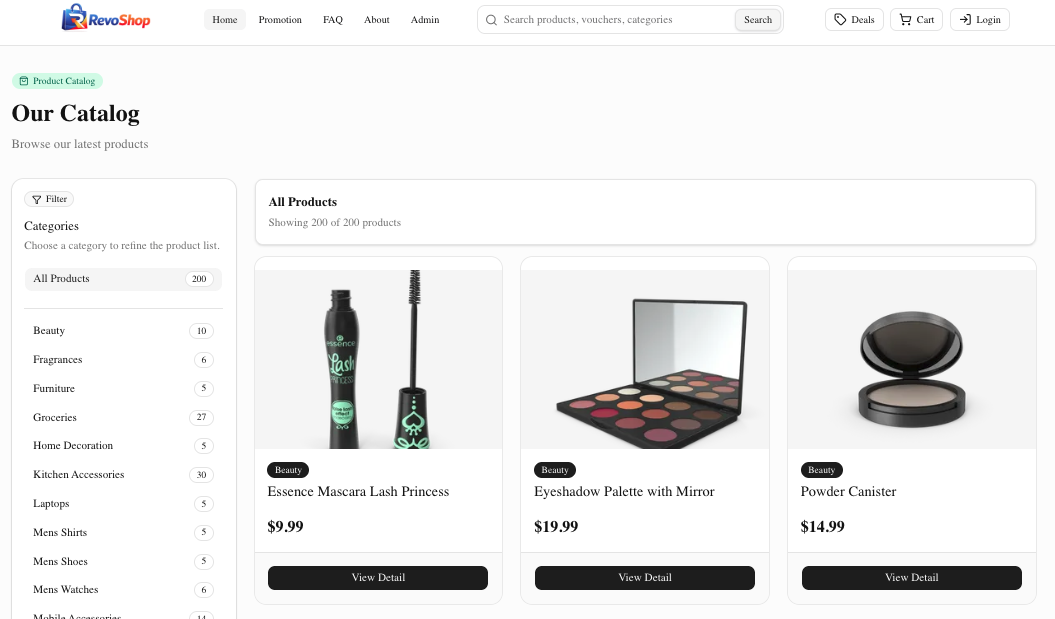 RevoShop
Home Promotion FAQ About Admin
Search products, vouchers, categories Search
Deals Cart Login
Product Catalog
Our Catalog
Browse our latest products
Filter
Categories
Choose a category to refine the product list.
All Products 200
Beauty 10
Fragrances 6
Furniture 5
Groceries 27
Home Decoration 5
Kitchen Accessories 30
Laptops 5
Mens Shirts 5
Mens Shoes 5
Mens Watches 6
Mobile Accessories 14
All Products
Showing 200 of 200 products
essence
Lash
PRINCESS
Beauty
Essence Mascara Lash Princess
$9.99
View Detail
Beauty
Eyeshadow Palette with Mirror
$19.99
View Detail
Beauty
Powder Canister
$14.99
View Detail